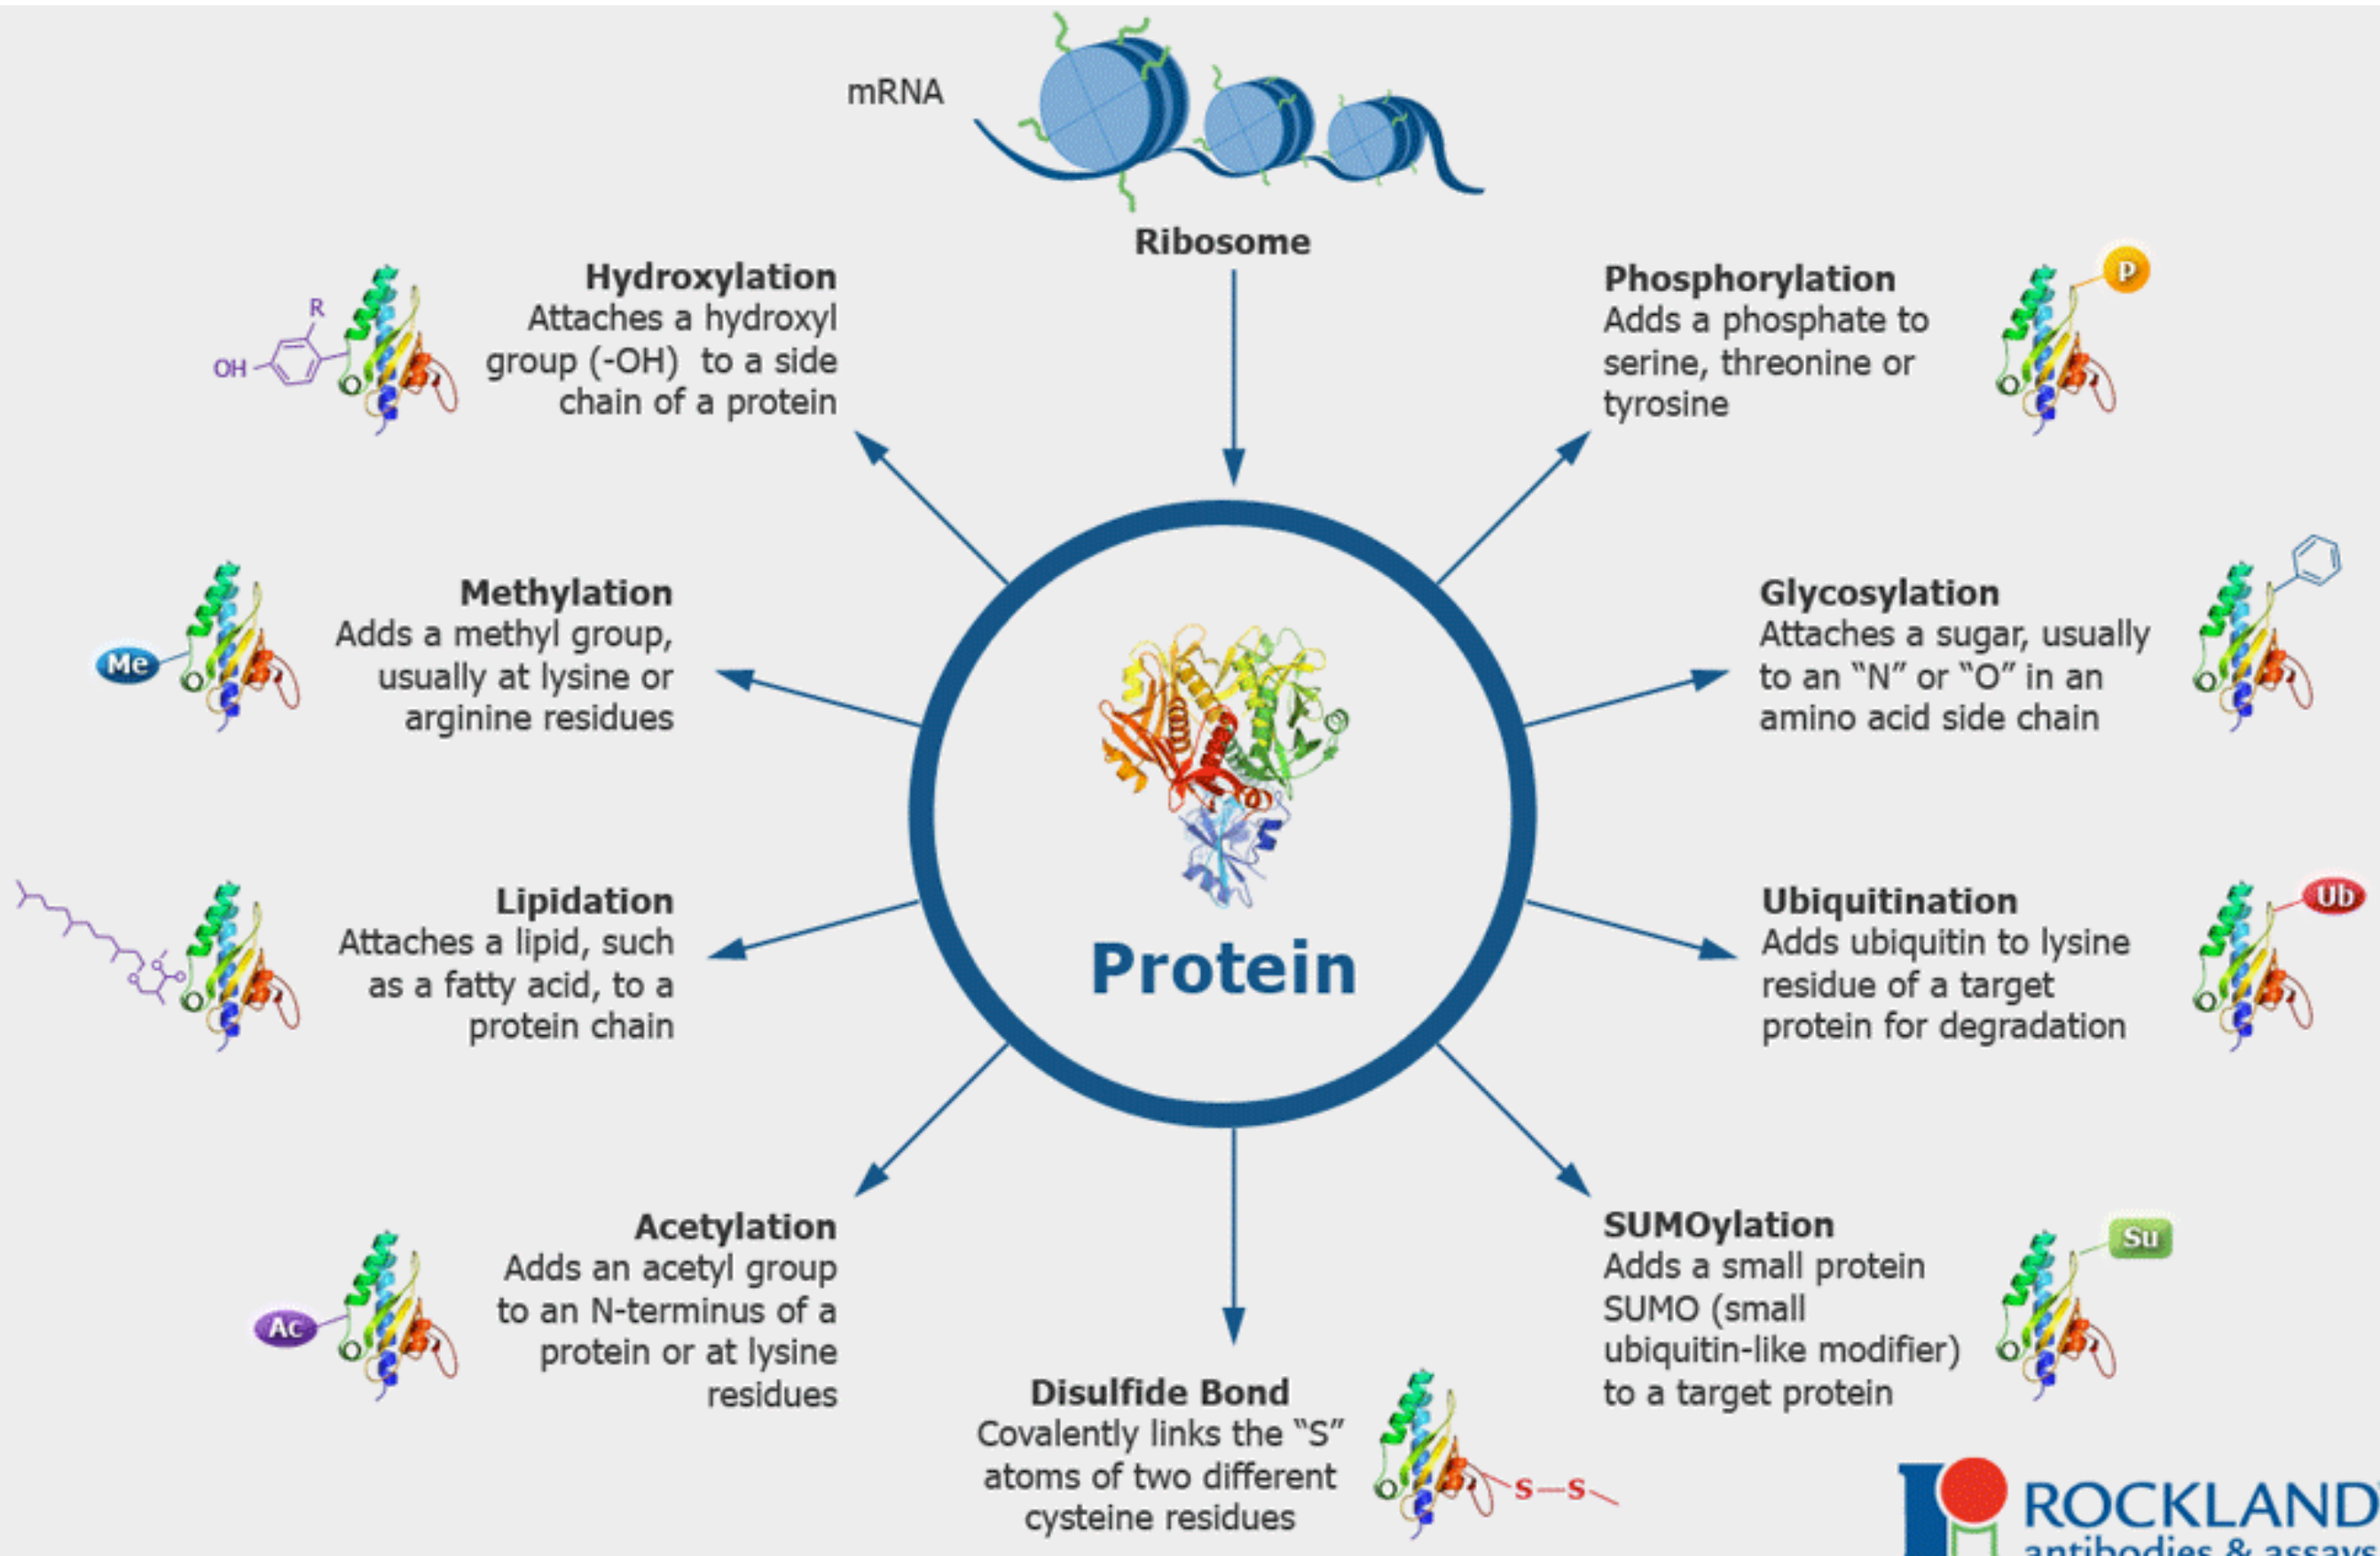 mRNA
Ribosome
Hydroxylation
Attaches a hydroxyl
group (-OH) to a side
chain of a protein
R
OH
Phosphorylation
Adds a phosphate to
serine, threonine or
tyrosine
P
Methylation
Adds a methyl group,
usually at lysine or
arginine residues
Me
Glycosylation
Attaches a sugar, usually
to an “N” or “O” in an
amino acid side chain
Lipidation
Attaches a lipid, such
as a fatty acid, to a
protein chain
Protein
Ubiquitination
Adds ubiquitin to lysine
residue of a target
protein for degradation
Ub
Acetylation
Adds an acetyl group
to an N-terminus of a
protein or at lysine
residues
Ac
Disulfide Bond
Covalently links the “S”
atoms of two different
cysteine residues
S—S
SUMOylation
Adds a small protein
SUMO (small
ubiquitin-like modifier)
to a target protein
Su
ROCKLAND
antibodies & assays